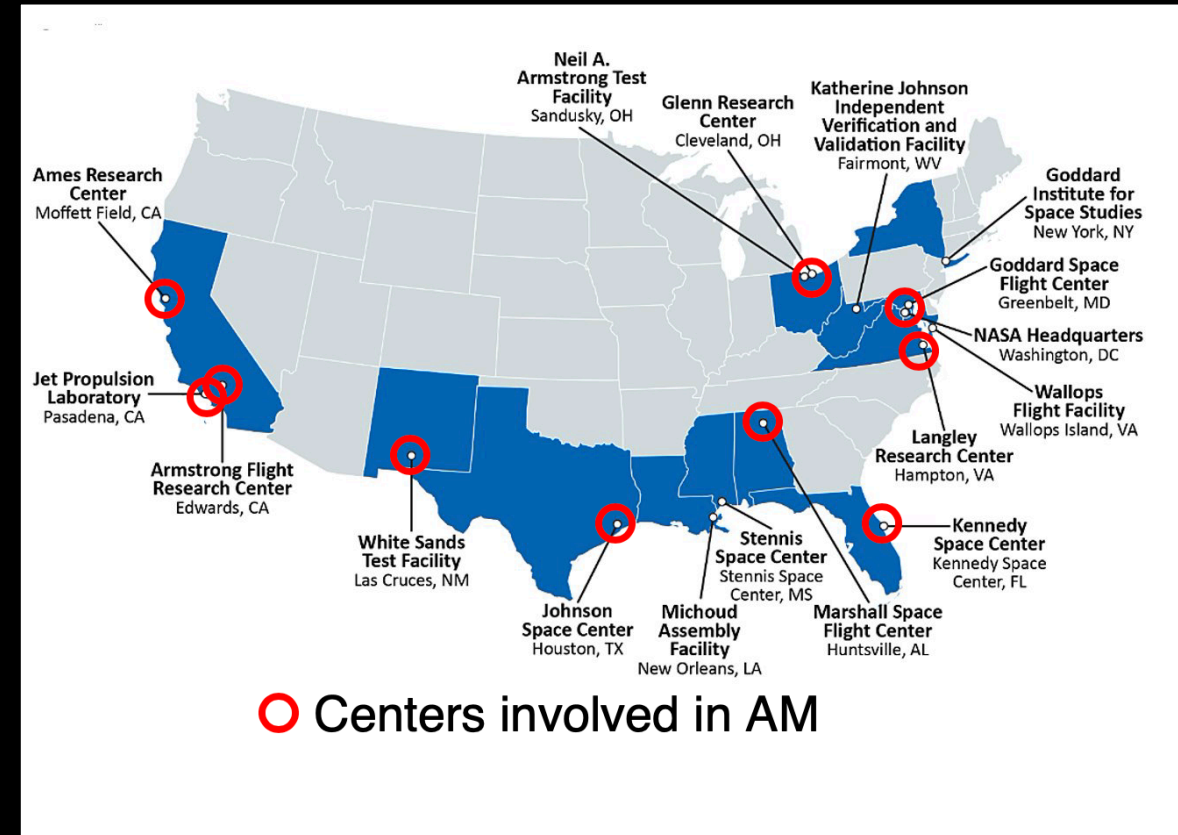 Neil A.
Armstrong Test
Facility
Sandusky, OH
Glenn Research
Center
Cleveland, OH
Katherine Johnson
Independent
Verification and
Validation Facility
Fairmont, WV
Ames Research
Center
Moffett Field, CA
Goddard
Institute for
Space Studies
New York, NY
Goddard Space
Flight Center
Greenbelt, MD
NASA Headquarters
Washington, DC
Jet Propulsion
Laboratory
Pasadena, CA
Wallops
Flight Facility
Wallops Island, VA
Langley
Research Center
Hampton, VA
Armstrong Flight
Research Center
Edwards, CA
White Sands
Test Facility
Las Cruces, NM
Johnson
Space Center
Houston, TX
Michoud
Assembly
Facility
New Orleans, LA
Stennis
Space Center
Stennis Space
Center, MS
Marshall Space
Flight Center
Huntsville, AL
Kennedy
Space Center
Kennedy Space
Center, FL
Centers involved in AM